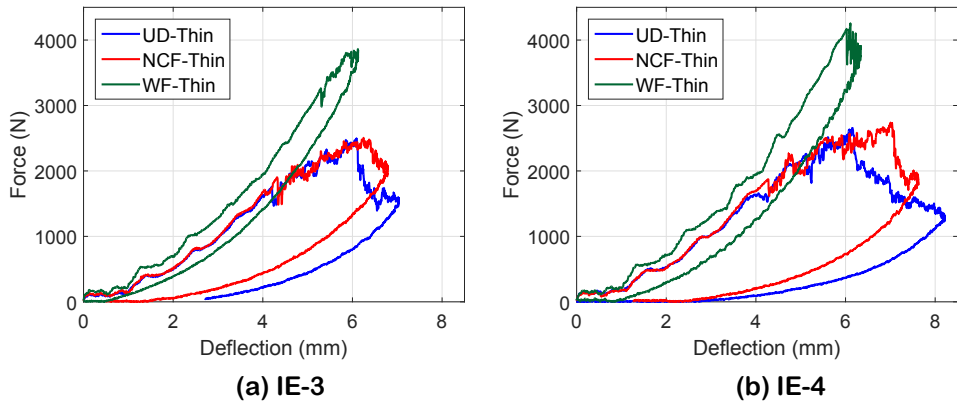 UD-Thin
NCF-Thin
WF-Thin
4000
3000
2000
1000
0
Force (N)
0 2 4 6 8
Deflection (mm)
(a) IE-3
UD-Thin
NCF-Thin
WF-Thin
4000
3000
2000
1000
0
Force (N)
0 2 4 6 8
Deflection (mm)
(b) IE-4